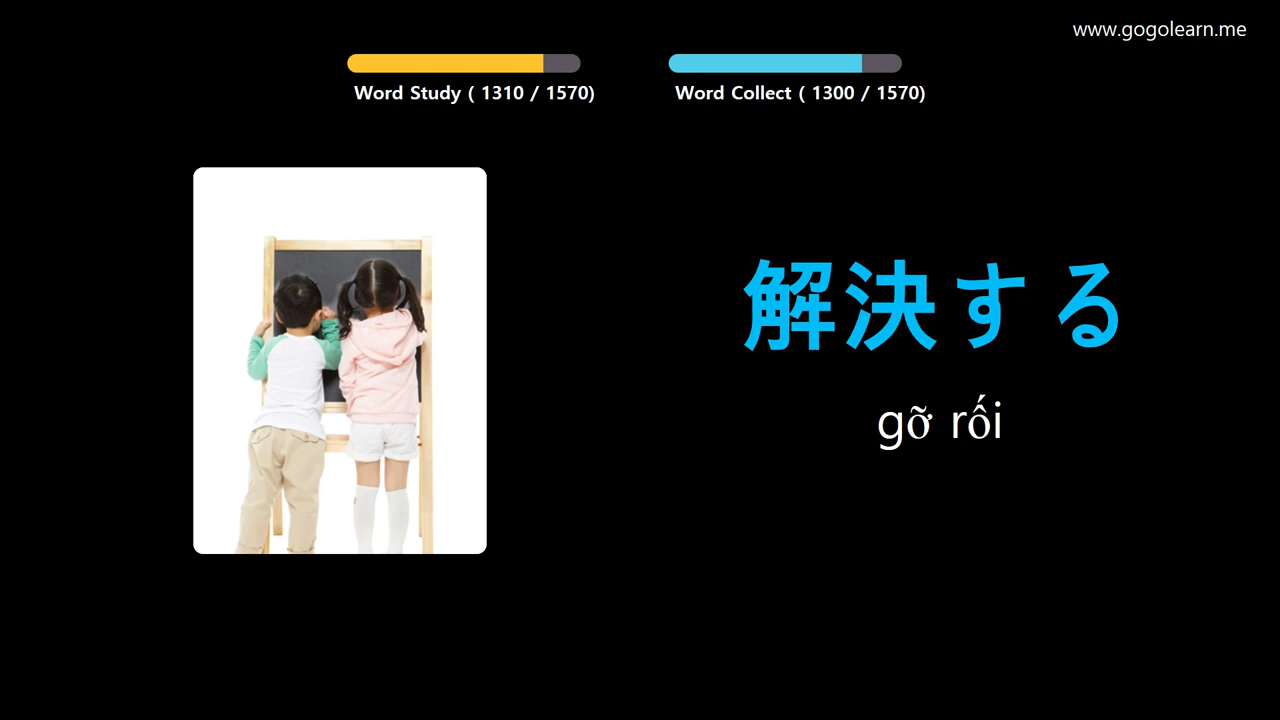 www.gogolearn.me
Word Study ( 1310 / 1570)
Word Collect ( 1300 / 1570)
解決する
gỡ rối